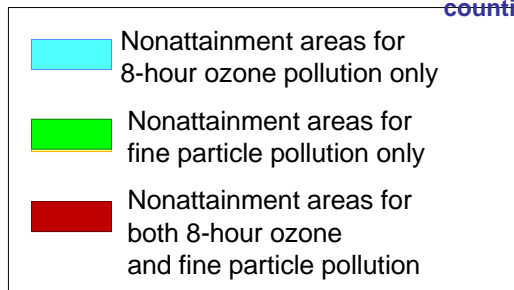 counti
Nonattainment areas for
8-hour ozone pollution only
Nonattainment areas for
fine particle pollution only
Nonattainment areas for
both 8-hour ozone
and fine particle pollution